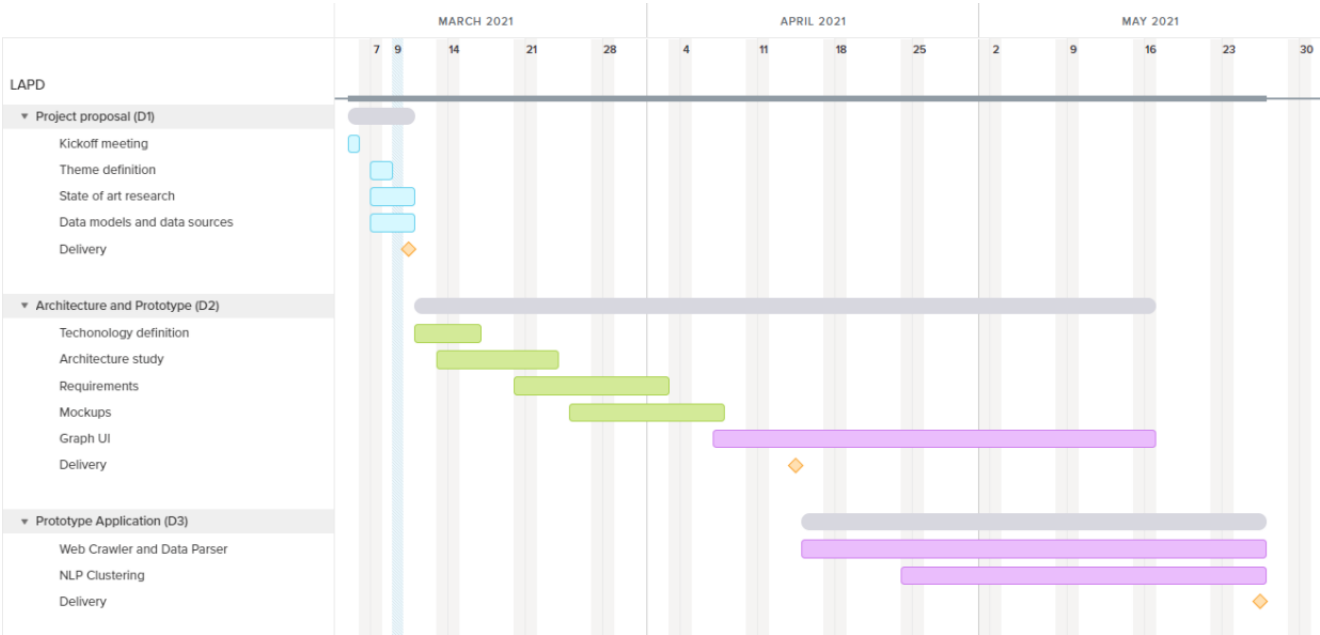 MARCH 2021 APRIL 2021 MAY 2021
7 9 14 21 28 4 11 18 25 2 9 16 23 30
LAPD
Project proposal (D1)
Kickoff meeting
Theme definition
State of art research
Data models and data sources
Delivery
Architecture and Prototype (D2)
Techonology definition
Architecture study
Requirements
Mockups
Graph UI
Delivery
Prototype Application (D3)
Web Crawler and Data Parser
NLP Clustering
Delivery